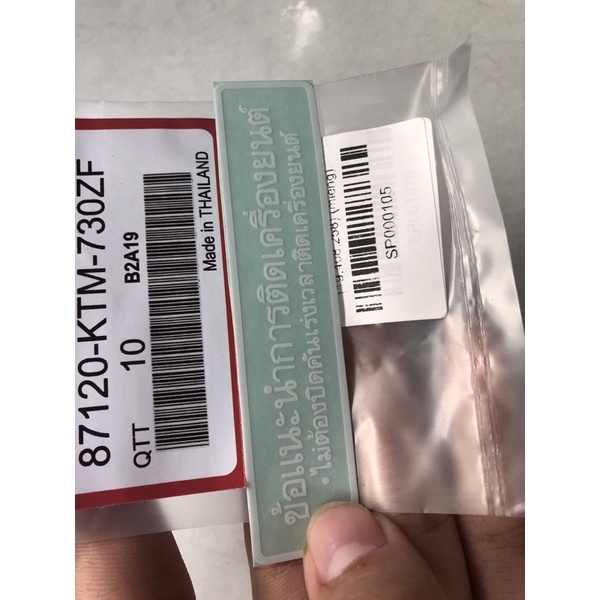 87120-KTM-730ZF
QTT 10 B2A19
Made in THAILAND
ข้อแนะนำการติดเครื่องยนต์
• ไม่ต้องบิดคันเร่งเวลาติดเครื่องยนต์
SP000105